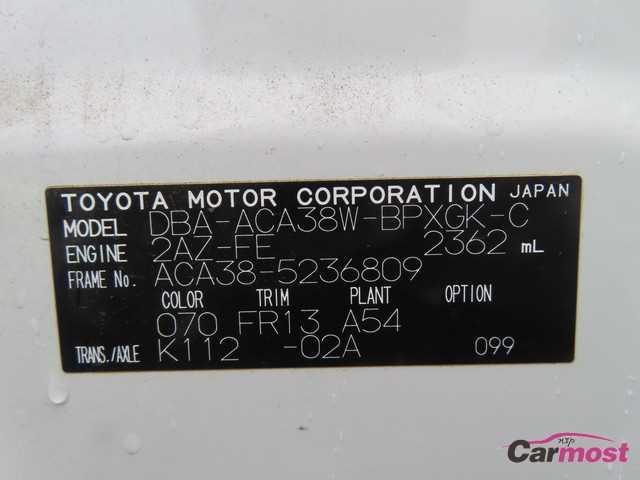 TOYOTA MOTOR CORPORATION JAPAN
MODEL DBA-ACA38W-BPXGK-C
ENGINE 2AZ-FE 2362 mL
FRAME No. ACA38-5236809
COLOR TRIM PLANT OPTION
070 FR13 A54
TRANS./AXLE K112 -02A 099
Carmost